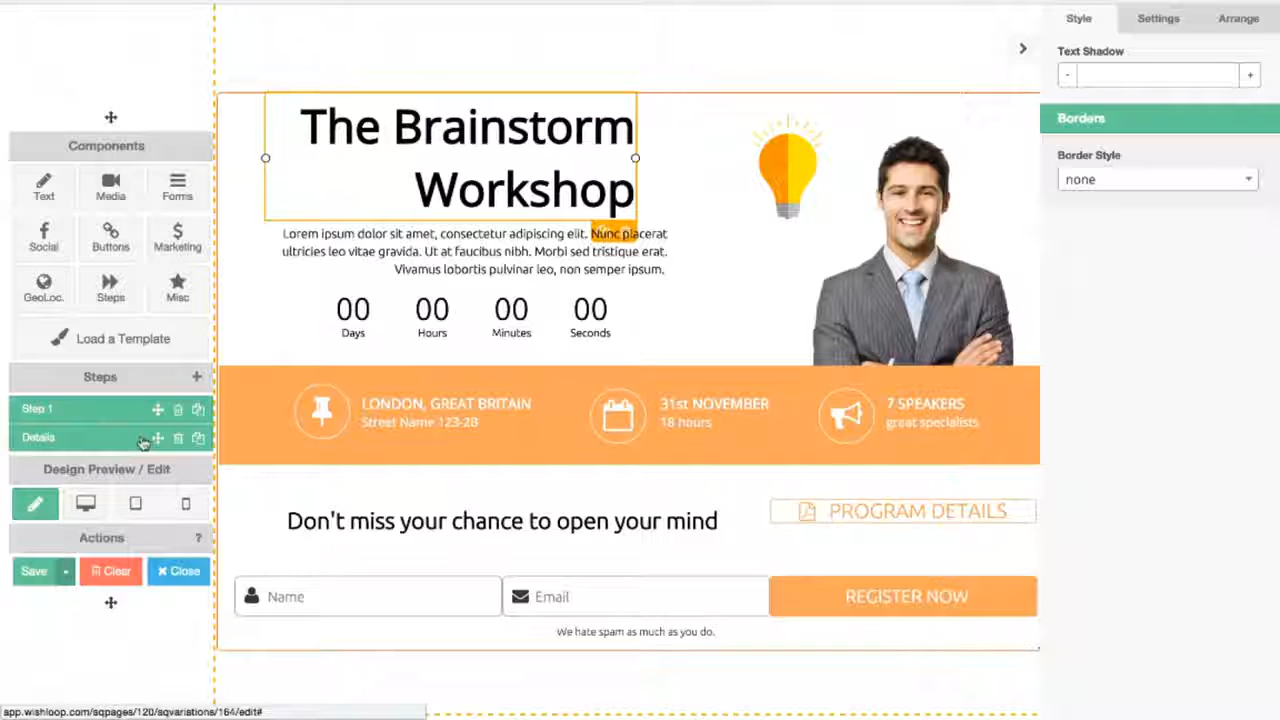 Style
Settings
Arrange
Text Shadow
-
+
Borders
Border Style
none
Components
Text
Media
Forms
Social
Buttons
Marketing
GeoLoc.
Steps
Misc
Load a Template
Steps +
Step 1
Details
Design Preview / Edit
Actions ?
Save
Clear
Close
The Brainstorm
Workshop
Lorem ipsum dolor sit amet, consectetur adipiscing elit. Nunc placerat
ultricies leo vitae gravida. Ut at faucibus nibh. Morbi sed tristique erat.
Vivamus lobortis pulvinar leo, non semper ipsum.
00 00 00 00
Days Hours Minutes Seconds
LONDON, GREAT BRITAIN
Street Name 123-2B
31st NOVEMBER
18 hours
7 SPEAKERS
great specialists
Don't miss your chance to open your mind
PROGRAM DETAILS
Name
Email
REGISTER NOW
We hate spam as much as you do.
app.wishloop.com/sqpages/120/sqvariations/164/edit#